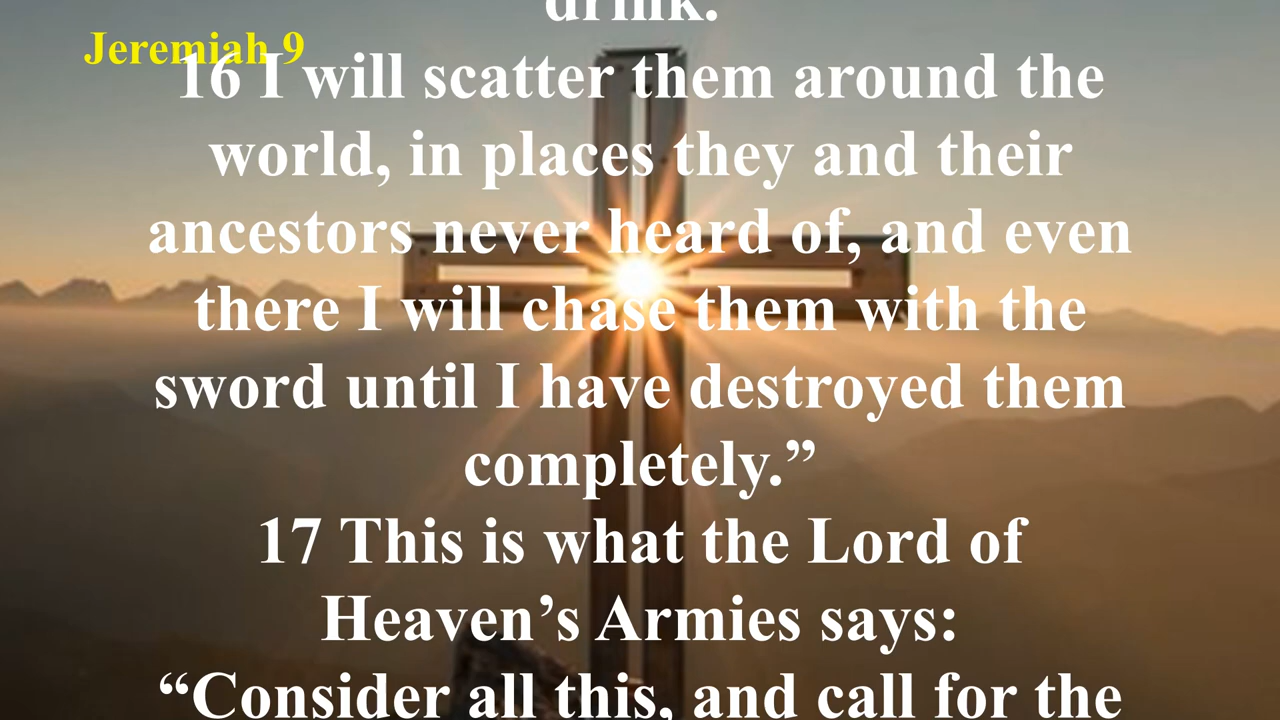 drink.
Jeremiah 9
16 I will scatter them around the
world, in places they and their
ancestors never heard of, and even
there I will chase them with the
sword until I have destroyed them
completely.”
17 This is what the Lord of
Heaven’s Armies says:
“Consider all this, and call for the